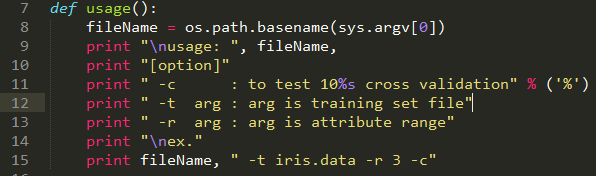 7 def usage():
8     fileName = os.path.basename(sys.argv[0])
9     print "\nusage: ", fileName,
10     print "[option]"
11     print " -c      : to test 10%s cross validation" % ('%')
12     print " -t  arg : arg is training set file"
13     print " -r  arg : arg is attribute range"
14     print "\nex."
15     print fileName, " -t iris.data -r 3 -c"